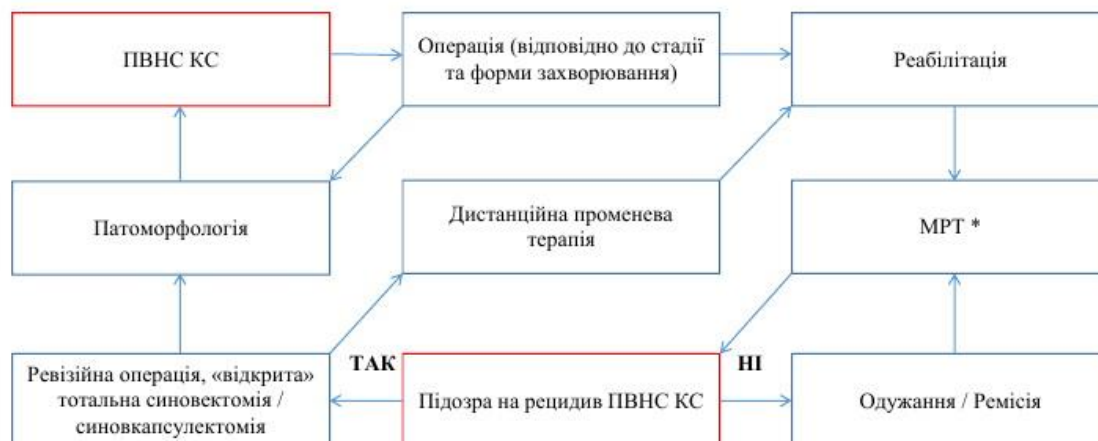 ПВНС КС
Операція (відповідно до стадії
та форми захворювання)
Реабілітація
Патоморфологія
Дистанційна променева
терапія
МРТ *
Ревізійна операція, «відкрита»
тотальна синовектомія /
синовкапсулектомія
ТАК
Підозра на рецидив ПВНС КС
НІ
Одужання / Ремісія